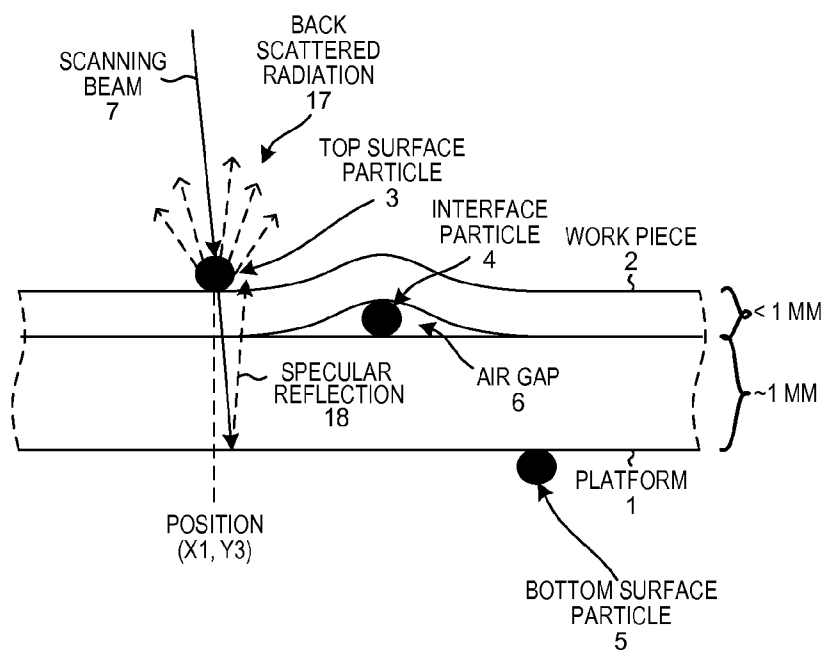 BACK
SCATTERED
RADIATION
17
SCANNING
BEAM
7
TOP SURFACE
PARTICLE
3
INTERFACE
PARTICLE
4
WORK PIECE
2
< 1 MM
SPECULAR
REFLECTION
18
AIR GAP
6
~1 MM
PLATFORM
1
POSITION
(X1, Y3)
BOTTOM SURFACE
PARTICLE
5